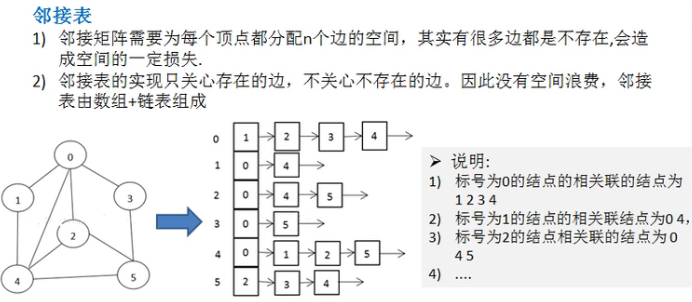 邻接表
1) 邻接矩阵需要为每个顶点都分配n个边的空间，其实有很多边都是不存在,会造
成空间的一定损失.
2) 邻接表的实现只关心存在的边，不关心不存在的边。因此没有空间浪费，邻接
表由数组+链表组成
0
1
3
2
4
5
0 1 2 3 4
1 0 4
2 0 4 5
3 0 5
4 0 1 2 5
5 2 3 4
➢ 说明:
1) 标号为0的结点的相关联的结点为
1 2 3 4
2) 标号为1的结点的相关联结点为0 4，
3) 标号为2的结点相关联的结点为 0
4 5
4) ....